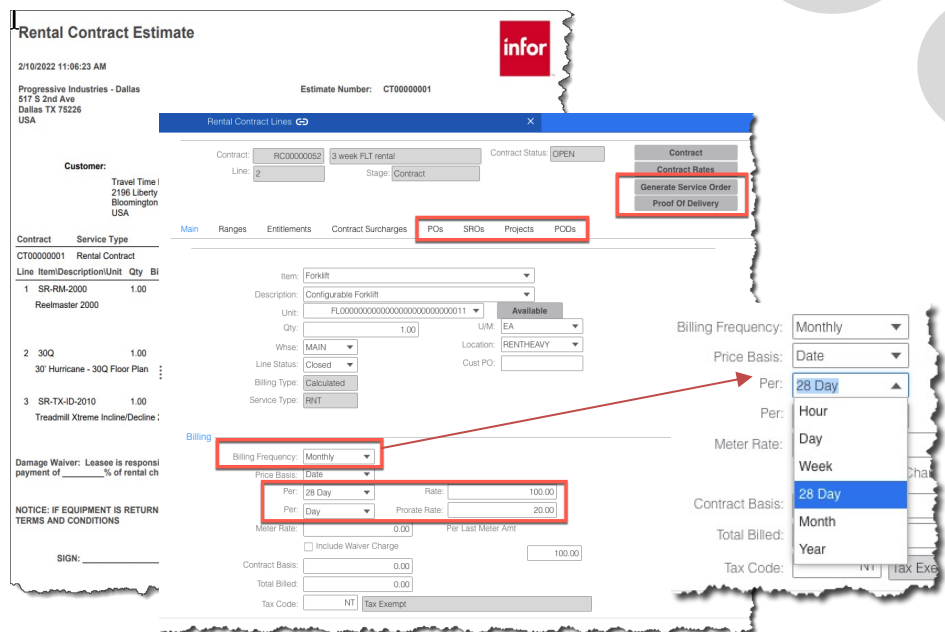 Rental Contract Estimate
infor
2/10/2022 11:06:23 AM
Progressive Industries - Dallas
517 S 2nd Ave
Dallas TX 75226
USA
Estimate Number: CT00000001
Customer:
Travel Time
2196 Liberty
Bloomington
USA
Contract Service Type
CT00000001 Rental Contract
Line Item\Description\Unit Qty Bi
1 SR-RM-2000 1.00
Reelmaster 2000
2 30Q 1.00
30' Hurricane - 30Q Floor Plan
3 SR-TX-ID-2010 1.00
Treadmill Xtreme Incline/Decline
Damage Waiver: Leasee is responsi
payment of ______% of rental ch
NOTICE: IF EQUIPMENT IS RETURN
TERMS AND CONDITIONS
SIGN:
Rental Contract Lines
Contract: RC00000052 3 week FLT rental Contract Status: OPEN
Line: 2 Stage: Contract
Contract
Contract Rates
Generate Service Order
Proof Of Delivery
Main Ranges Entitlements Contract Surcharges POs SROs Projects PODs
Item: Forklift
Description: Configurable Forklift
Unit: Available
Qty: 1.00 U/M: EA
Whse: MAIN Location: RENTHEAVY
Line Status: Closed Cust PO:
Billing Type: Calculated
Service Type: RNT
Billing
Billing Frequency: Monthly
Price Basis: Date
Per: 28 Day Rate: 100.00
Per: Day Prorate Rate: 20.00
Meter Rate: 0.00 Per Last Meter Amt
Include Waiver Charge 100.00
Contract Basis: 0.00
Total Billed: 0.00
Tax Code: NT Tax Exempt
Billing Frequency: Monthly
Price Basis: Date
Per: 28 Day
Per: Hour
Day
Meter Rate: Week
28 Day
Contract Basis:
Month
Total Billed:
Year
Tax Code: NT Tax Exe